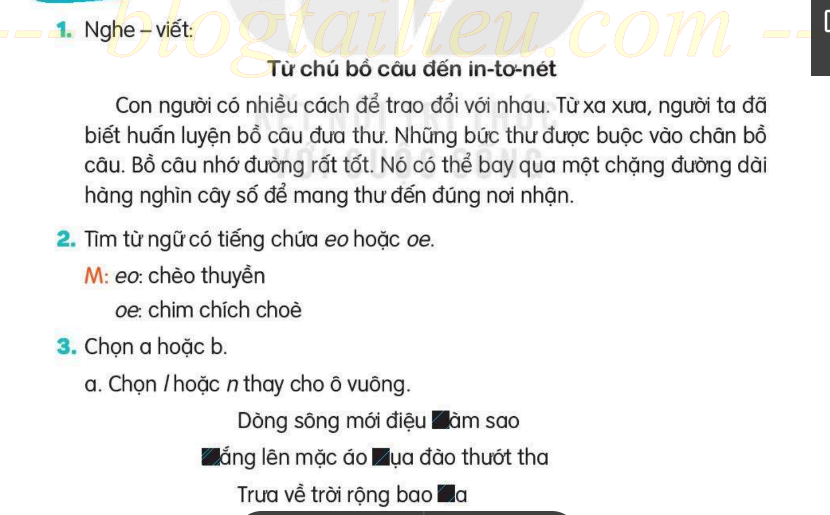 --- blogtailieu.com --
1. Nghe – viết:
Từ chú bồ câu đến in-tơ-nét
KẾT NỐI TRI THỨC
Con người có nhiều cách để trao đổi với nhau. Từ xa xưa, người ta đã
biết huấn luyện bồ câu đưa thư. Những bức thư được buộc vào chân bồ
VỚI CUỘC SỐNG
câu. Bồ câu nhớ đường rất tốt. Nó có thể bay qua một chặng đường dài
hàng nghìn cây số để mang thư đến đúng nơi nhận.
2. Tìm từ ngữ có tiếng chứa eo hoặc oe.
M: eo: chèo thuyền
oe: chim chích choè
3. Chọn a hoặc b.
a. Chọn l hoặc n thay cho ô vuông.
Dòng sông mới điệu àm sao
ắng lên mặc áo ụa đào thướt tha
Trưa về trời rộng bao a